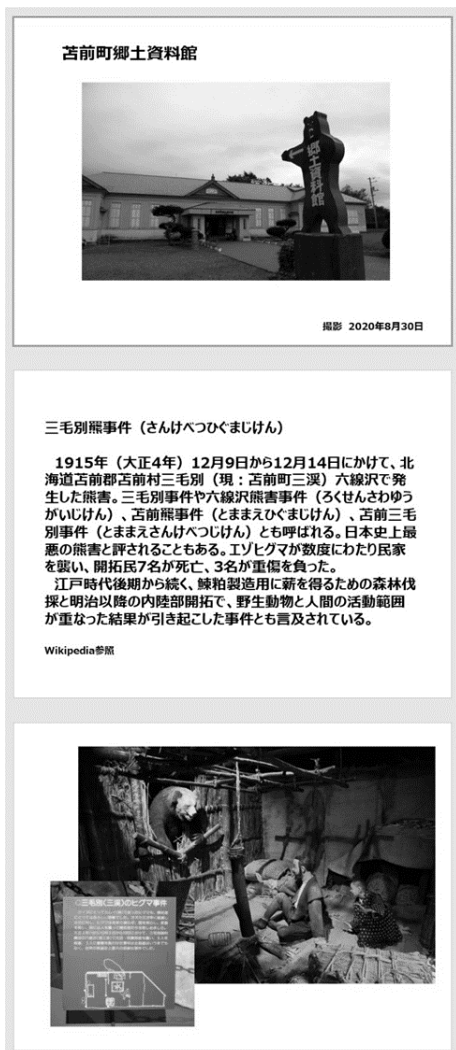 苫前町郷土資料館
郷土資料館
撮影 2020年8月30日
三毛別羆事件(さんけべつひぐまじけん)
1915年(大正4年)12月9日から12月14日にかけて、北
海道苫前郡苫前村三毛別(現:苫前町三渓)六線沢で発
生した熊害。三毛別事件や六線沢熊害事件(ろくせんさわゆう
がいじけん)、苫前羆事件(とままえひぐまじけん)、苫前三毛
別事件(とままえさんけべつじけん)とも呼ばれる。日本史上最
悪の熊害と評されることもある。エゾヒグマが数度にわたり民家
を襲い、開拓民7名が死亡、3名が重傷を負った。
江戸時代後期から続く、鰊粕製造用に薪を得るための森林伐
採と明治以降の内陸部開拓で、野生動物と人間の活動範囲
が重なった結果が引き起こした事件とも言及されている。
Wikipedia参照
○三毛別(三渓)のヒグマ事件